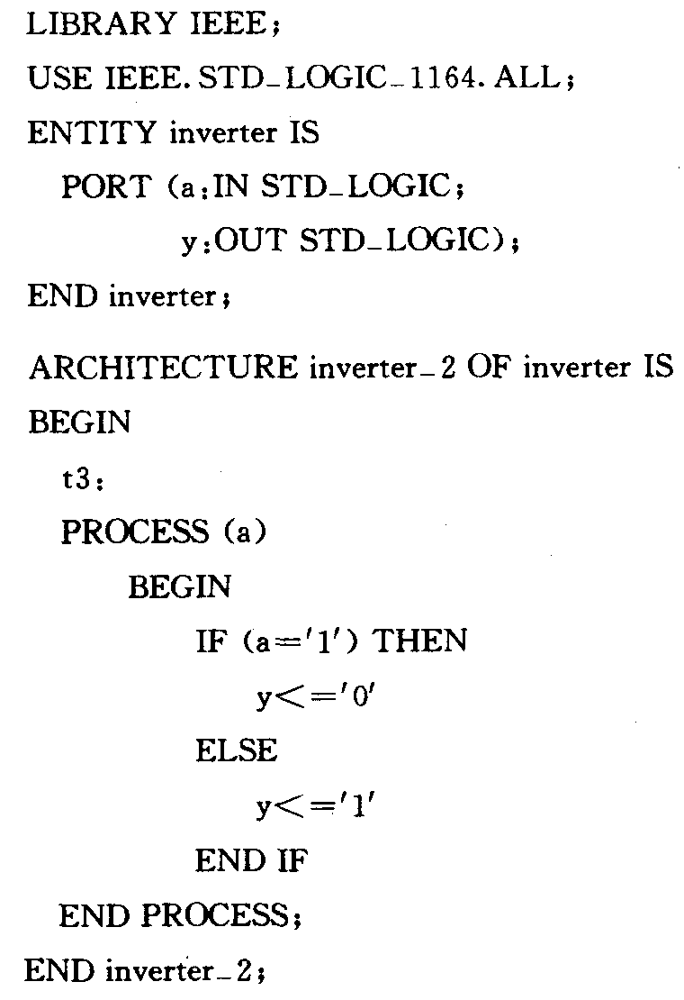 LIBRARY IEEE;
USE IEEE. STD_LOGIC_1164. ALL;
ENTITY inverter IS
PORT (a:IN STD_LOGIC;
y:OUT STD_LOGIC);
END inverter;
ARCHITECTURE inverter_2 OF inverter IS
BEGIN
t3:
PROCESS (a)
BEGIN
IF (a='1') THEN
y<='0'
ELSE
y<='1'
END IF
END PROCESS;
END inverter_2;